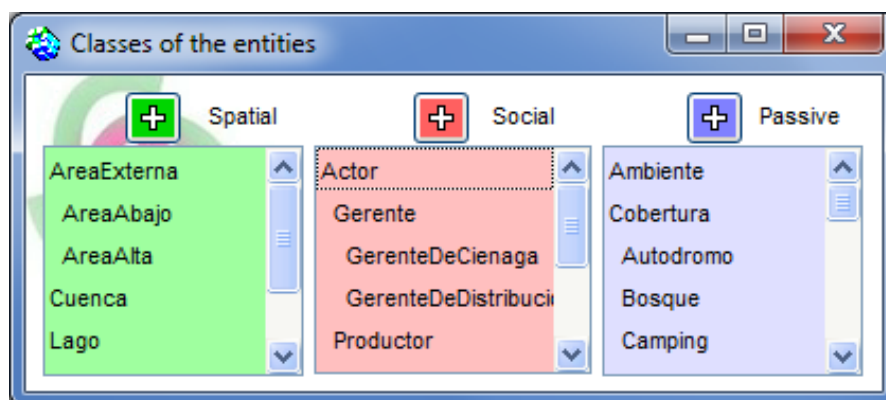 Classes of the entities
Spatial
Social
Passive
AreaExterna
AreaAbajo
AreaAlta
Cuenca
Lago
Actor
Gerente
GerenteDeCienaga
GerenteDeDistribuci
Productor
Ambiente
Cobertura
Autodromo
Bosque
Camping